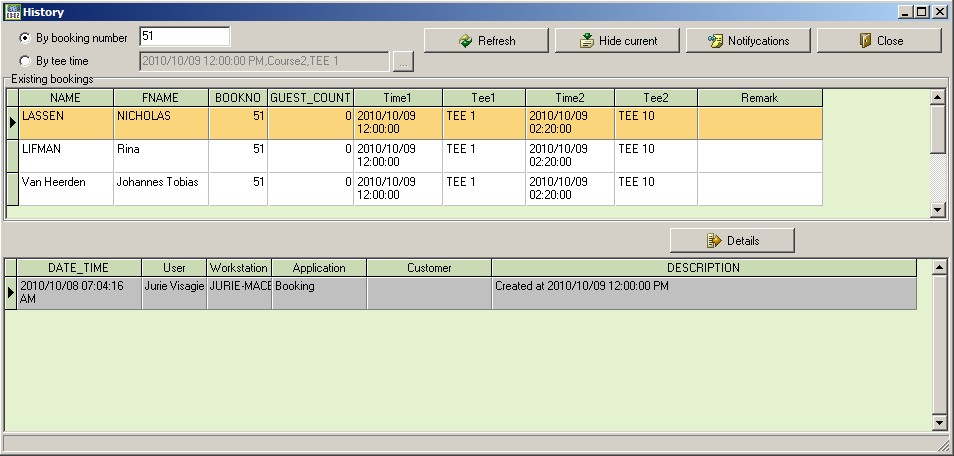 History
By booking number 51 Refresh Hide current Notifycations Close
By tee time 2010/10/09 12:00:00 PM,Course2,TEE 1 ...
Existing bookings
NAME FNAME BOOKNO GUEST_COUNT Time1 Tee1 Time2 Tee2 Remark
LASSEN NICHOLAS 51 0 2010/10/09 TEE 1 2010/10/09 TEE 10
12:00:00 02:20:00
LIFMAN Rina 51 0 2010/10/09 TEE 1 2010/10/09 TEE 10
12:00:00 02:20:00
Van Heerden Johannes Tobias 51 0 2010/10/09 TEE 1 2010/10/09 TEE 10
12:00:00 02:20:00
Details
DATE_TIME User Workstation Application Customer DESCRIPTION
2010/10/08 07:04:16 Jurie Visagie JURIE-MACE Booking Created at 2010/10/09 12:00:00 PM
AM